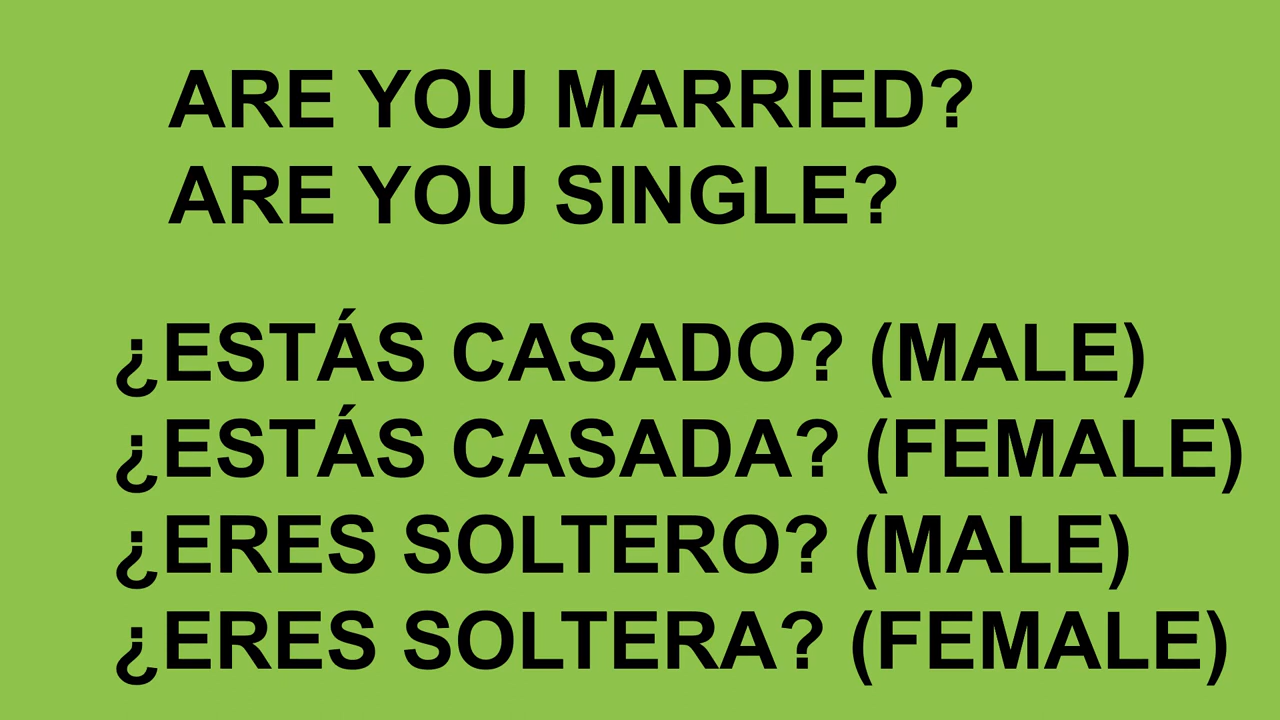 ARE YOU MARRIED?
ARE YOU SINGLE?
¿ESTÁS CASADO? (MALE)
¿ESTÁS CASADA? (FEMALE)
¿ERES SOLTERO? (MALE)
¿ERES SOLTERA? (FEMALE)